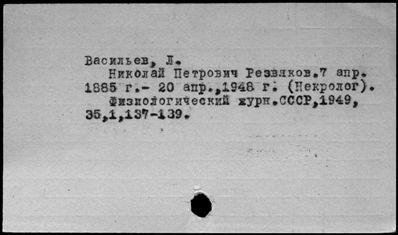 Васильев, Л.
Николай Петрович Резвяков.7 апр.
1885 г.- 20 апр.,1948 г. (Некролог).
Физиологический журн.СССР,1949,
35,1,137-139.